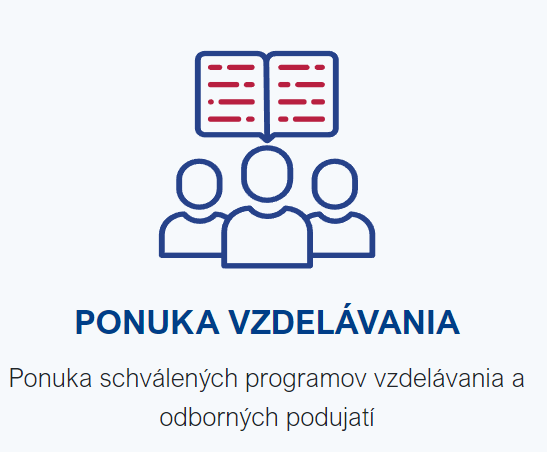 PONUKA VZDELÁVANIA
Ponuka schválených programov vzdelávania a
odborných podujatí